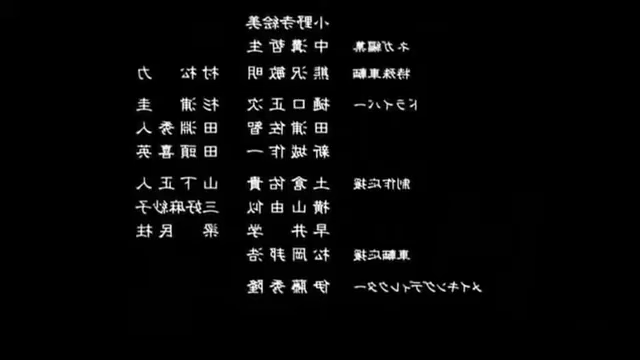 小野寺絵美
ネガ編集 中溝哲生
特殊車輌 熊沢敏明 村松 力
ドライバー 樋口正次 杉浦 圭
田浦佐智 田淵秀人
新城作一 田頭喜英
制作応援 土倉佑貴 山下正人
横山由似 三好麻紗子
早井 学 梁 民柱
車輌応援 松岡邦浩
メイキングディレクター 伊藤秀隆